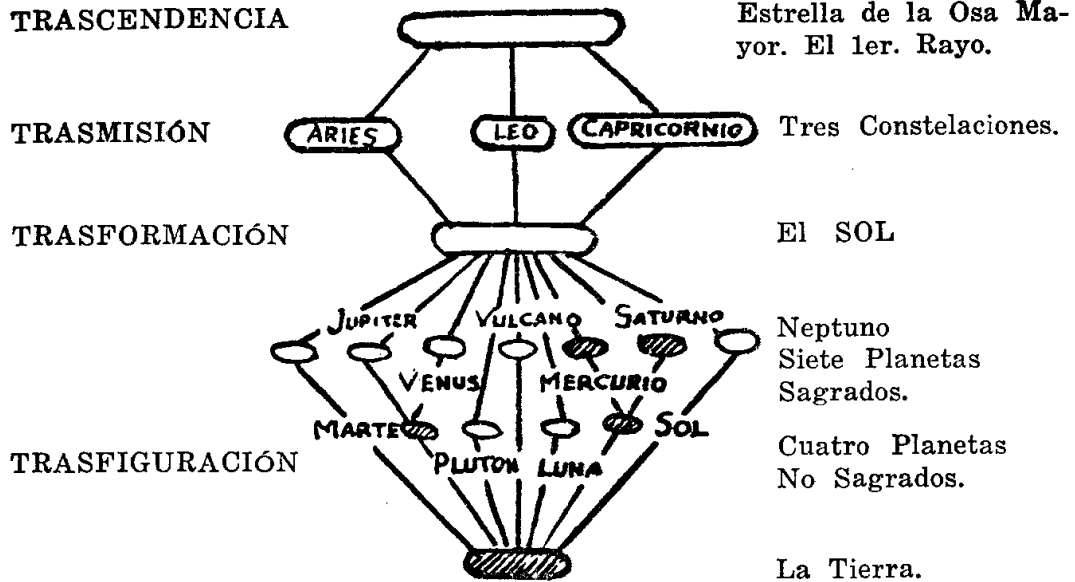 TRASCENDENCIA
Estrella de la Osa Ma-
yor. El 1er. Rayo.
TRASMISIÓN
ARIES
LEO
CAPRICORNIO
Tres Constelaciones.
TRASFORMACIÓN
El SOL
JUPITER
VULCANO
SATURNO
Neptuno
Siete Planetas
Sagrados.
VENUS
MERCURIO
MARTE
SOL
Cuatro Planetas
No Sagrados.
TRASFIGURACIÓN
PLUTON
LUNA
La Tierra.